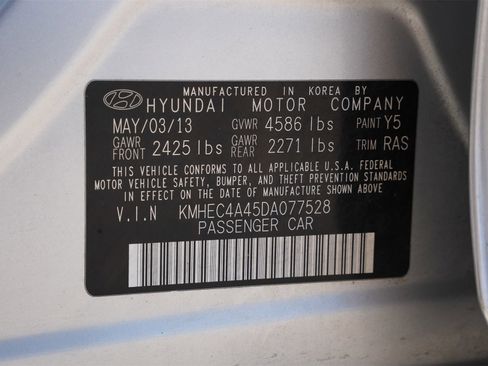 MANUFACTURED IN KOREA BY
HYUNDAI MOTOR COMPANY
MAY/03/13 GVWR 4586 lbs PAINT Y5
GAWR FRONT 2425 lbs GAWR REAR 2271 lbs TRIM RAS
THIS VEHICLE CONFORMS TO ALL APPLICABLE U.S.A. FEDERAL
MOTOR VEHICLE SAFETY, BUMPER, AND THEFT PREVENTION STANDARDS
IN EFFECT ON THE DATE OF MANUFACTURE SHOWN ABOVE.
V.I.N KMHEC4A45DA077528
PASSENGER CAR